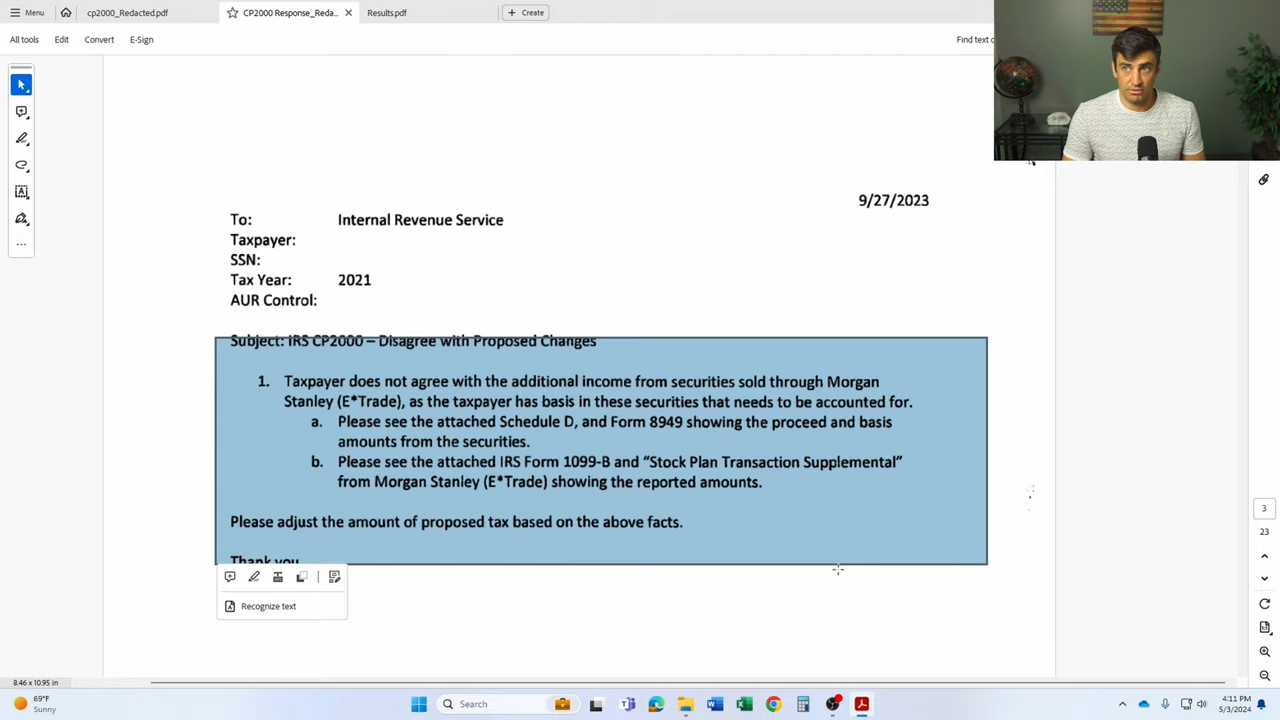 Menu
cp2000_Redacted.pdf
CP2000 Response_Reda...
Results.pdf
Create
All tools
Edit
Convert
E-Sign
Find text
9/27/2023
To: Internal Revenue Service
Taxpayer:
SSN:
Tax Year: 2021
AUR Control:
Subject: IRS CP2000 – Disagree with Proposed Changes
1. Taxpayer does not agree with the additional income from securities sold through Morgan
Stanley (E*Trade), as the taxpayer has basis in these securities that needs to be accounted for.
a. Please see the attached Schedule D, and Form 8949 showing the proceed and basis
amounts from the securities.
b. Please see the attached IRS Form 1099-B and “Stock Plan Transaction Supplemental”
from Morgan Stanley (E*Trade) showing the reported amounts.
Please adjust the amount of proposed tax based on the above facts.
Thank you
Recognize text
3
23
8.46 x 10.95 in
69°F
Sunny
Search
4:11 PM
5/3/2024